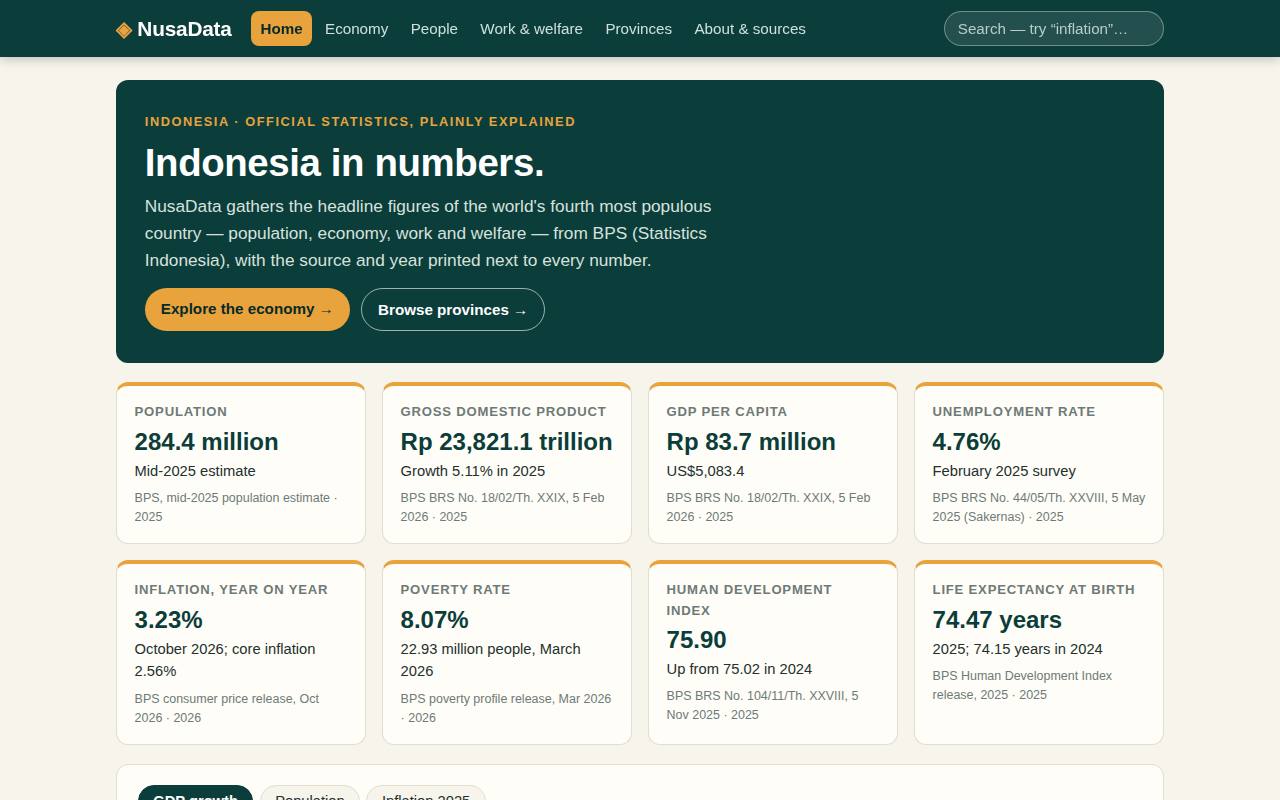 ◈ NusaData
Home
Economy
People
Work & welfare
Provinces
About & sources
Search — try “inflation”…
INDONESIA · OFFICIAL STATISTICS, PLAINLY EXPLAINED
Indonesia in numbers.
NusaData gathers the headline figures of the world's fourth most populous
country — population, economy, work and welfare — from BPS (Statistics
Indonesia), with the source and year printed next to every number.
Explore the economy →
Browse provinces →
POPULATION
284.4 million
Mid-2025 estimate
BPS, mid-2025 population estimate ·
2025
GROSS DOMESTIC PRODUCT
Rp 23,821.1 trillion
Growth 5.11% in 2025
BPS BRS No. 18/02/Th. XXIX, 5 Feb
2026 · 2025
GDP PER CAPITA
Rp 83.7 million
US$5,083.4
BPS BRS No. 18/02/Th. XXIX, 5 Feb
2026 · 2025
UNEMPLOYMENT RATE
4.76%
February 2025 survey
BPS BRS No. 44/05/Th. XXVIII, 5 May
2025 (Sakernas) · 2025
INFLATION, YEAR ON YEAR
3.23%
October 2026; core inflation
2.56%
BPS consumer price release, Oct
2026 · 2026
POVERTY RATE
8.07%
22.93 million people, March
2026
BPS poverty profile release, Mar 2026
· 2026
HUMAN DEVELOPMENT
INDEX
75.90
Up from 75.02 in 2024
BPS BRS No. 104/11/Th. XXVIII, 5
Nov 2025 · 2025
LIFE EXPECTANCY AT BIRTH
74.47 years
2025; 74.15 years in 2024
BPS Human Development Index
release, 2025 · 2025
GDP growth
Population
Inflation 2025